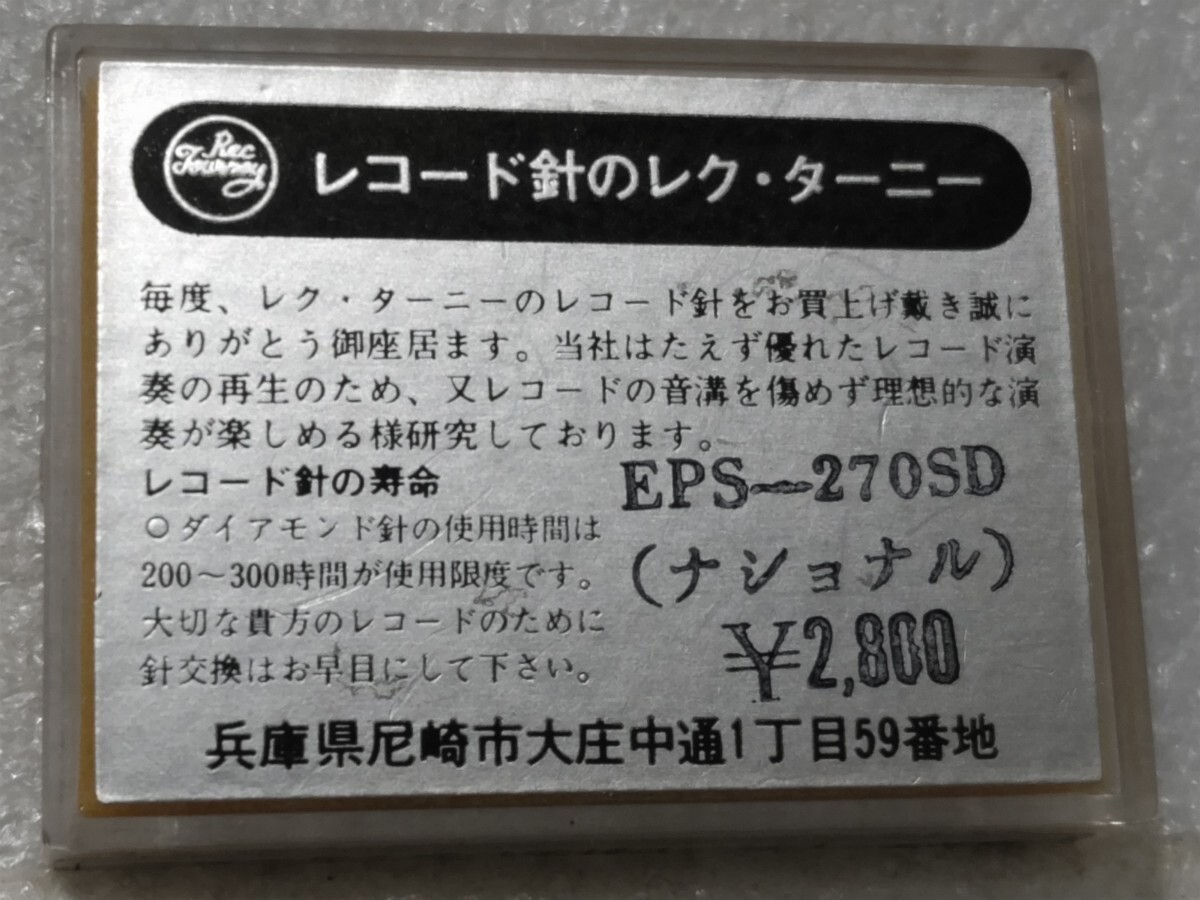 Rec
Tourney
レコード針のレク・ターニー
毎度、レク・ターニーのレコード針をお買上げ戴き誠に
ありがとう御座居ます。当社はたえず優れたレコード演
奏の再生のため、又レコードの音溝を傷めず理想的な演
奏が楽しめる様研究しております。
レコード針の寿命
○ダイアモンド針の使用時間は
200～300時間が使用限度です。
大切な貴方のレコードのために
針交換はお早目にして下さい。
EPS—270SD
(ナショナル)
¥2,800
兵庫県尼崎市大庄中通1丁目59番地